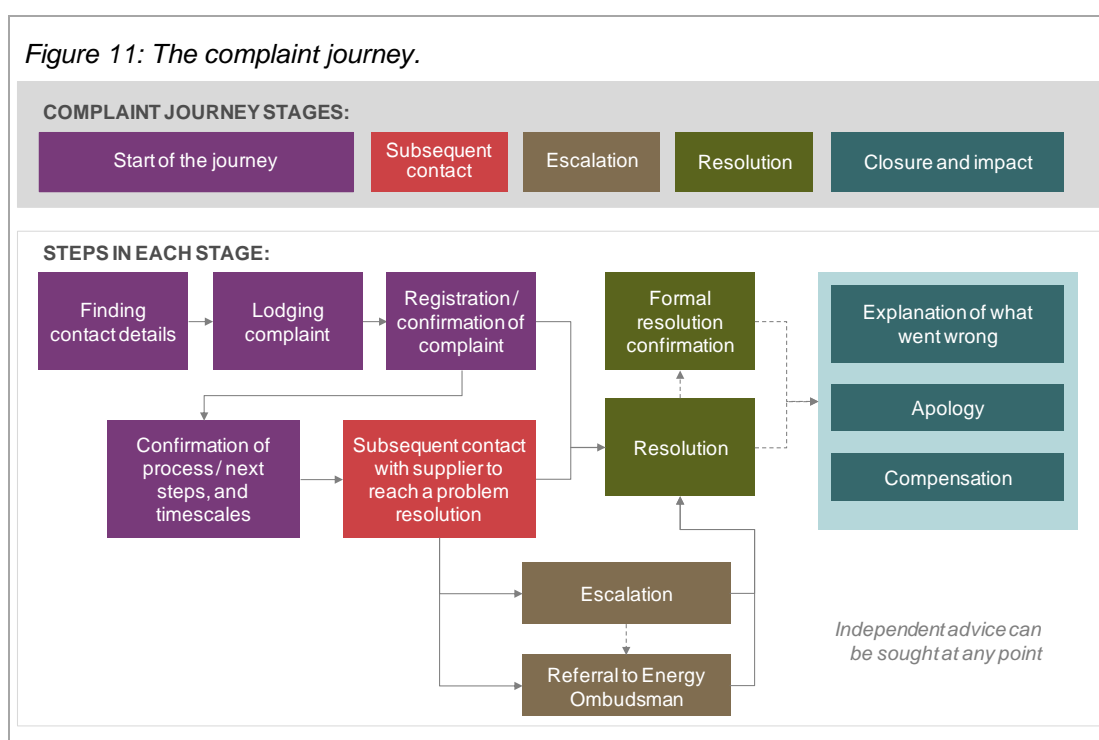 Figure 11: The complaint journey.
COMPLAINT JOURNEY STAGES:
Start of the journey
Subsequent
contact
Escalation
Resolution
Closure and impact
STEPS IN EACH STAGE:
Finding
contact details
Lodging
complaint
Registration /
confirmation of
complaint
Formal
resolution
confirmation
Explanation of what
went wrong
Apology
Compensation
Confirmation of
process / next
steps, and
timescales
Subsequent contact
with supplier to
reach a problem
resolution
Resolution
Escalation
Referral to Energy
Ombudsman
Independent advice can
be sought at any point